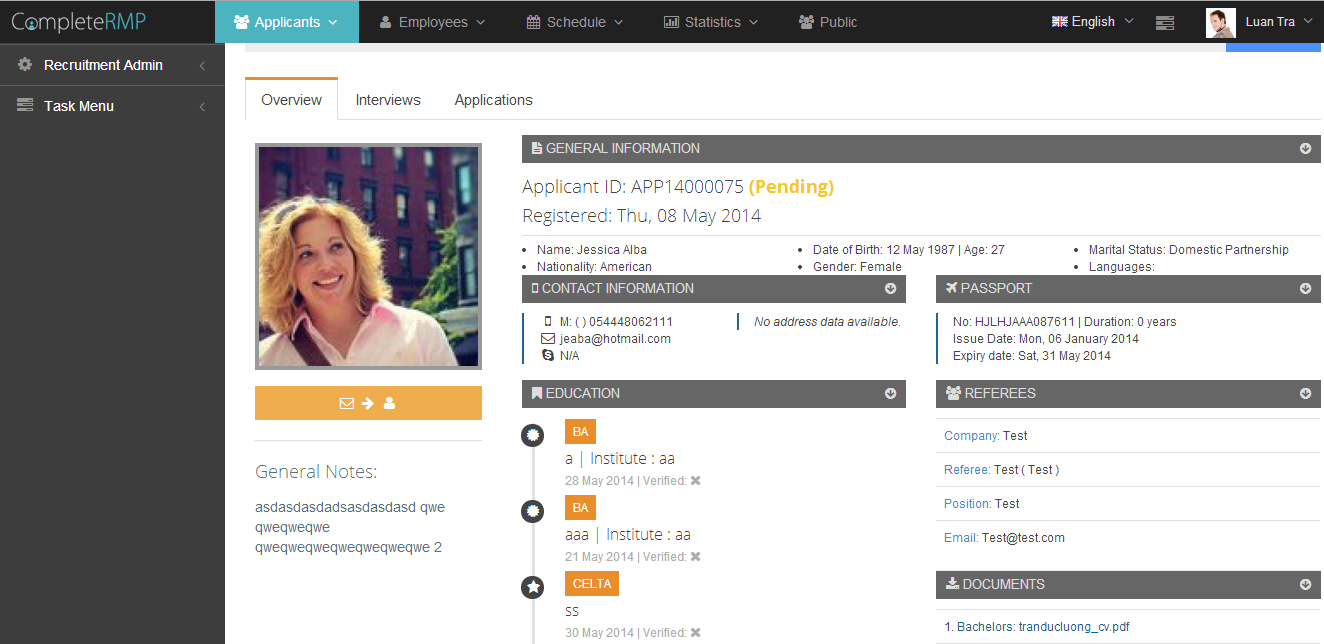 CompleteRMP
Applicants
Employees
Schedule
Statistics
Public
English
Luan Tra
Recruitment Admin
Task Menu
Overview
Interviews
Applications
General Notes:
asdasdasdadsasdasdasd qwe
qweqweqwe
qweqweqweqweqweqweqwe 2
GENERAL INFORMATION
Applicant ID: APP14000075 (Pending)
Registered: Thu, 08 May 2014
Name: Jessica Alba
Nationality: American
Date of Birth: 12 May 1987 | Age: 27
Gender: Female
Marital Status: Domestic Partnership
Languages:
CONTACT INFORMATION
M: ( ) 054448062111
jeaba@hotmail.com
N/A
No address data available.
PASSPORT
No: HJLHJAAA087611 | Duration: 0 years
Issue Date: Mon, 06 January 2014
Expiry date: Sat, 31 May 2014
EDUCATION
BA
a | Institute : aa
28 May 2014 | Verified: ✖
BA
aaa | Institute : aa
21 May 2014 | Verified: ✖
CELTA
ss
30 May 2014 | Verified: ✖
REFEREES
Company: Test
Referee: Test ( Test )
Position: Test
Email: Test@test.com
DOCUMENTS
1. Bachelors: tranducluong_cv.pdf